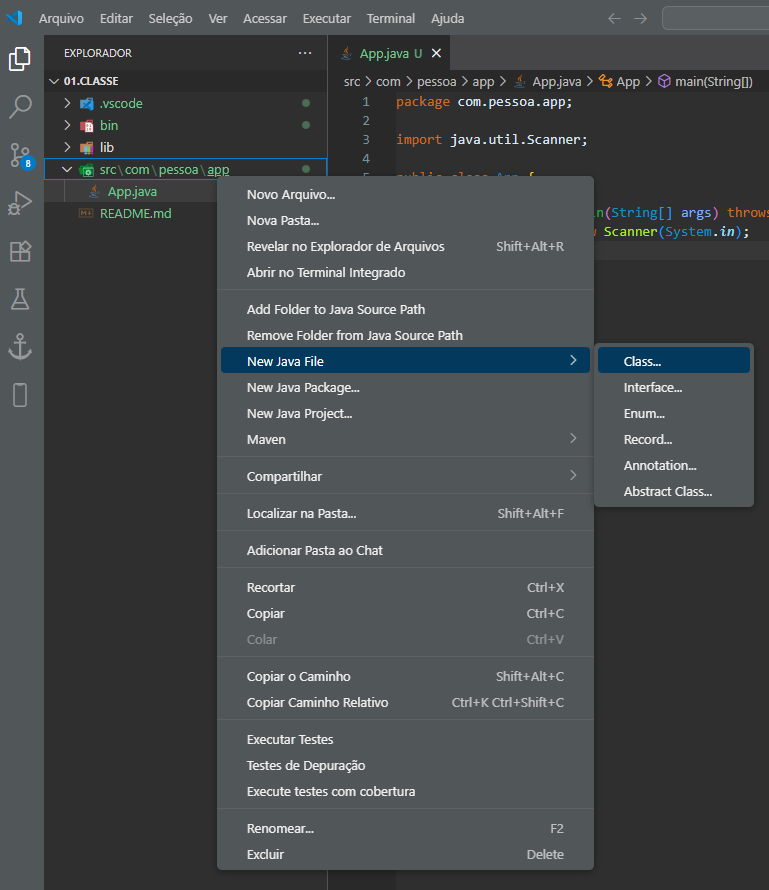 Arquivo Editar Seleção Ver Acessar Executar Terminal Ajuda
EXPLORADOR ...
App.java U
01.CLASSE
.vscode
bin
lib
src\com\pessoa\app
App.java
README.md
8
src > com > pessoa > app > App.java > App > main(String[])
1 package com.pessoa.app;
2
3 import java.util.Scanner;
4
in(String[] args) throws
Scanner(System.in);
Novo Arquivo...
Nova Pasta...
Revelar no Explorador de Arquivos Shift+Alt+R
Abrir no Terminal Integrado
Add Folder to Java Source Path
Remove Folder from Java Source Path
New Java File
New Java Package...
New Java Project...
Maven
Compartilhar
Localizar na Pasta... Shift+Alt+F
Adicionar Pasta ao Chat
Recortar Ctrl+X
Copiar Ctrl+C
Colar Ctrl+V
Copiar o Caminho Shift+Alt+C
Copiar Caminho Relativo Ctrl+K Ctrl+Shift+C
Executar Testes
Testes de Depuração
Execute testes com cobertura
Renomear... F2
Excluir Delete
Class...
Interface...
Enum...
Record...
Annotation...
Abstract Class...